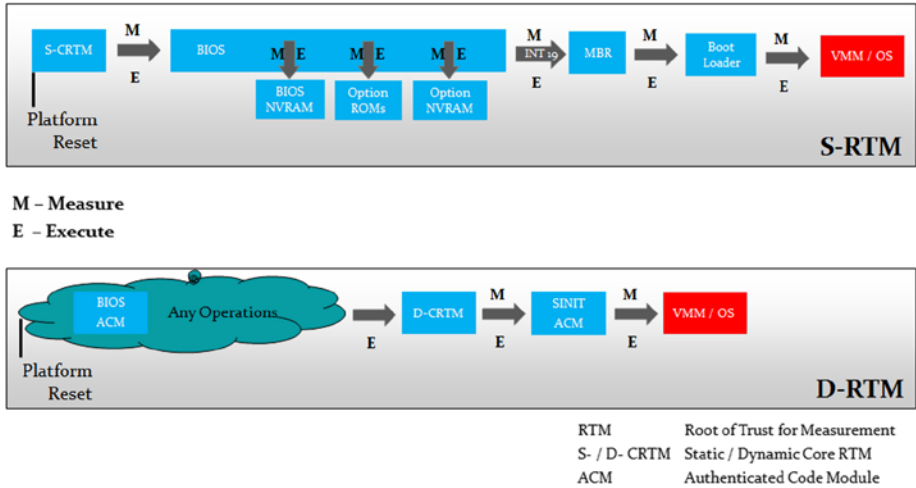 M
S-CRTM
BIOS
M E
M E
M E
M
INT 19
MBR
M
Boot
Loader
M
VMM / OS
E
E
E
E
BIOS
NVRAM
Option
ROMs
Option
NVRAM
Platform
Reset
S-RTM
M – Measure
E – Execute
BIOS
ACM
Any Operations
E
D-CRTM
M
E
SINIT
ACM
M
E
VMM / OS
Platform
Reset
D-RTM
RTM Root of Trust for Measurement
S- / D- CRTM Static / Dynamic Core RTM
ACM Authenticated Code Module